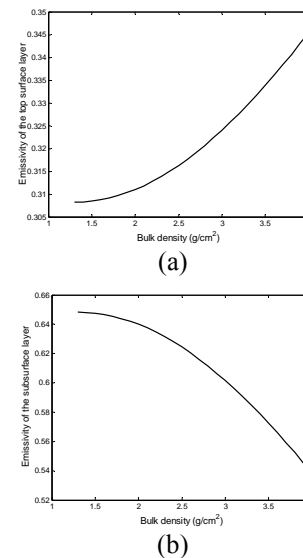 0.35
0.345
0.34
0.335
0.33
0.325
0.32
0.315
0.31
0.305
Emissivity of the top surface layer
1 1.5 2 2.5 3 3.5
Bulk density (g/cm²)
(a)
0.66
0.64
0.62
0.6
0.58
0.56
0.54
0.52
Emissivity of the subsurface layer
1 1.5 2 2.5 3 3.5
Bulk density (g/cm²)
(b)